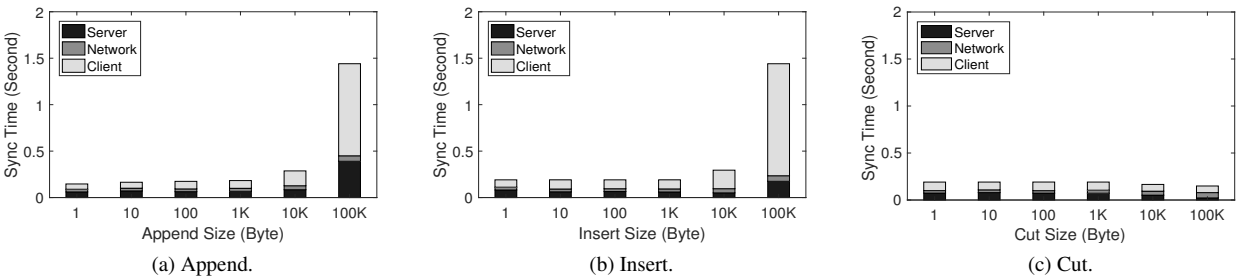 Sync Time (Second)
2
1.5
1
0.5
0
Server
Network
Client
1 10 100 1K 10K 100K
Append Size (Byte)
(a) Append.
Sync Time (Second)
2
1.5
1
0.5
0
Server
Network
Client
1 10 100 1K 10K 100K
Insert Size (Byte)
(b) Insert.
Sync Time (Second)
2
1.5
1
0.5
0
Server
Network
Client
1 10 100 1K 10K 100K
Cut Size (Byte)
(c) Cut.